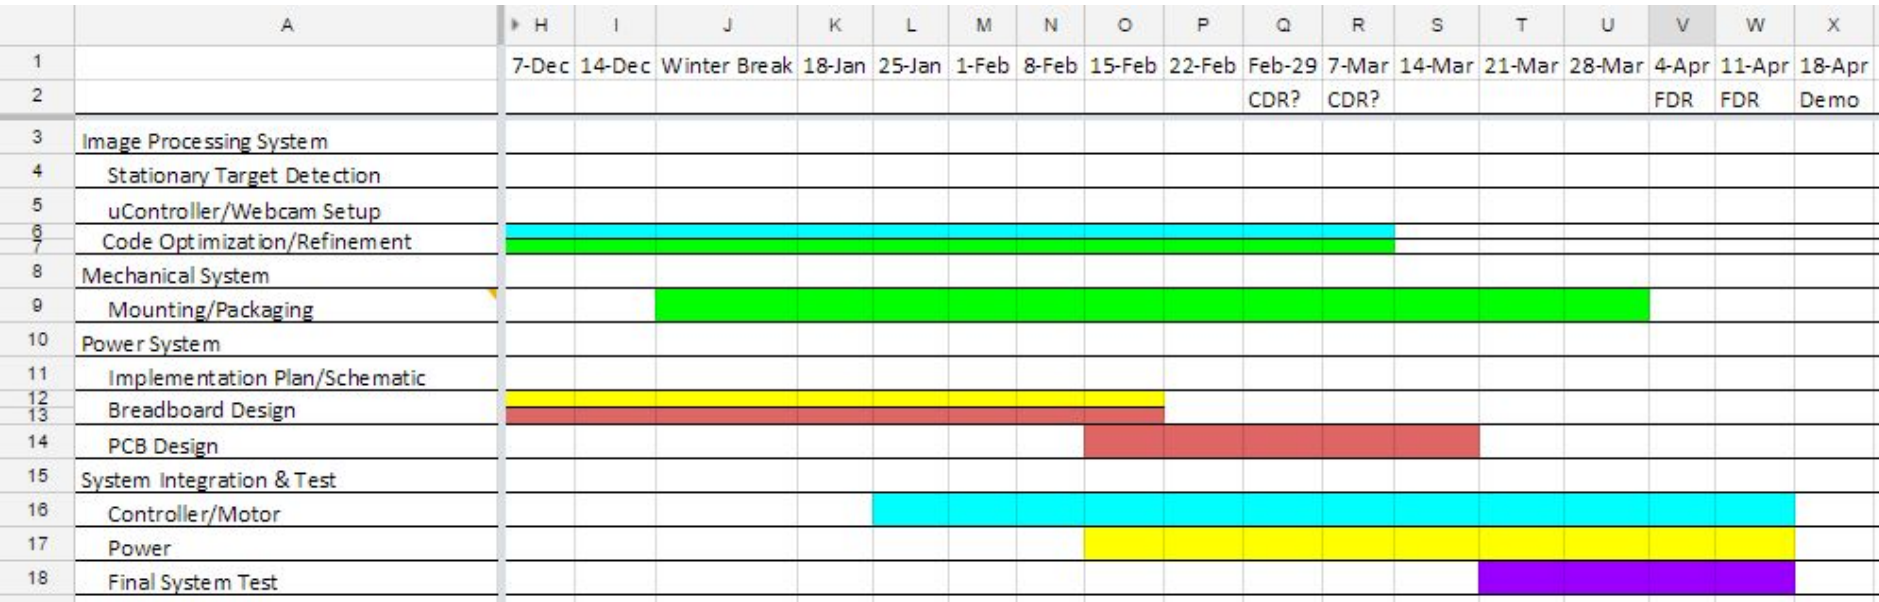 A H I J K L M N O P Q R S T U V W X
1 7-Dec 14-Dec Winter Break 18-Jan 25-Jan 1-Feb 8-Feb 15-Feb 22-Feb Feb-29 7-Mar 14-Mar 21-Mar 28-Mar 4-Apr 11-Apr 18-Apr
2 CDR? CDR? FDR FDR Demo
3 Image Processing System
4 Stationary Target Detection
5 uController/Webcam Setup
6
7 Code Optimization/Refinement
8 Mechanical System
9 Mounting/Packaging
10 Power System
11 Implementation Plan/Schematic
12
13 Breadboard Design
14 PCB Design
15 System Integration & Test
16 Controller/Motor
17 Power
18 Final System Test